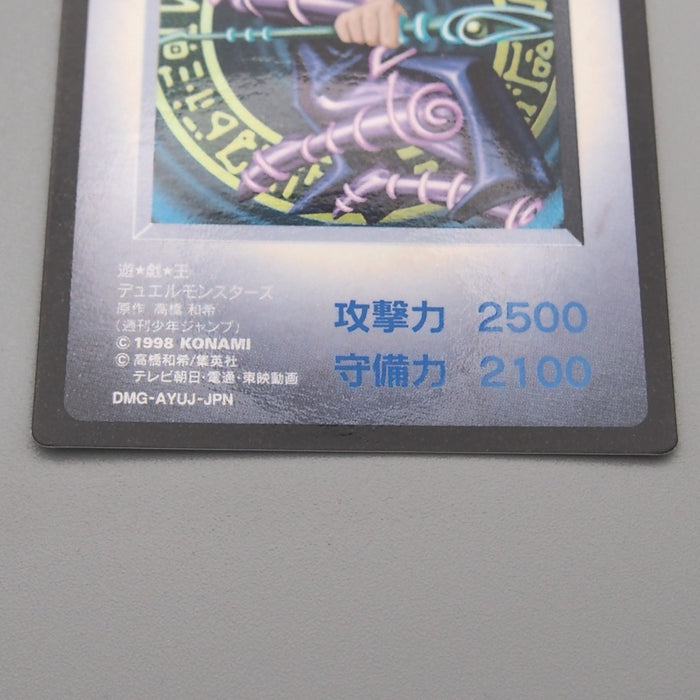 遊★戯★王
デュエルモンスターズ
原作 高橋 和希
(週刊少年ジャンプ)
© 1998 KONAMI
© 高橋和希/集英社
テレビ朝日・電通・東映動画
DMG-AYUJ-JPN
攻撃力 2500
守備力 2100